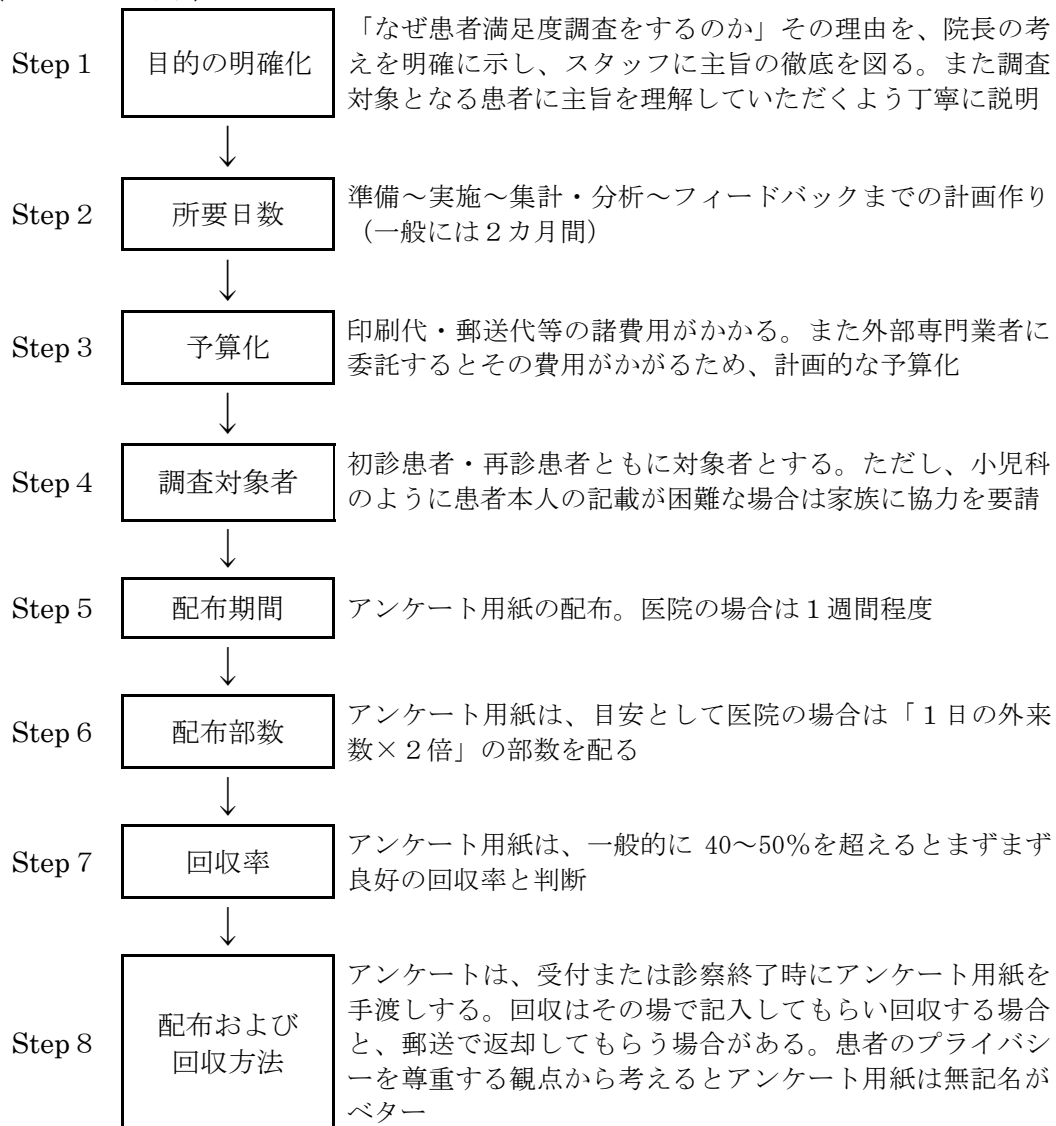 Step 1
目的の明確化
「なぜ患者満足度調査をするのか」その理由を、院長の考
えを明確に示し、スタッフに主旨の徹底を図る。また調査
対象となる患者に主旨を理解していただくよう丁寧に説明
↓
Step 2
所要日数
準備～実施～集計・分析～フィードバックまでの計画作り
（一般には２カ月間）
↓
Step 3
予算化
印刷代・郵送代等の諸費用がかかる。また外部専門業者に
委託するとその費用がかがるため、計画的な予算化
↓
Step 4
調査対象者
初診患者・再診患者ともに対象者とする。ただし、小児科
のように患者本人の記載が困難な場合は家族に協力を要請
↓
Step 5
配布期間
アンケート用紙の配布。医院の場合は１週間程度
↓
Step 6
配布部数
アンケート用紙は、目安として医院の場合は「１日の外来
数×２倍」の部数を配る
↓
Step 7
回収率
アンケート用紙は、一般的に 40～50％を超えるとまずまず
良好の回収率と判断
↓
Step 8
配布および
回収方法
アンケートは、受付または診察終了時にアンケート用紙を
手渡しする。回収はその場で記入してもらい回収する場合
と、郵送で返却してもらう場合がある。患者のプライバシ
ーを尊重する観点から考えるとアンケート用紙は無記名が
ベター